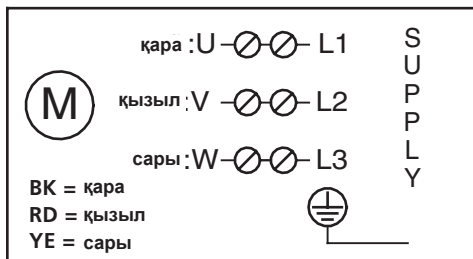 қара :U L1
M
қызыл :V L2
сары :W L3
SUPPLY
BK = қара
RD = қызыл
YE = сары